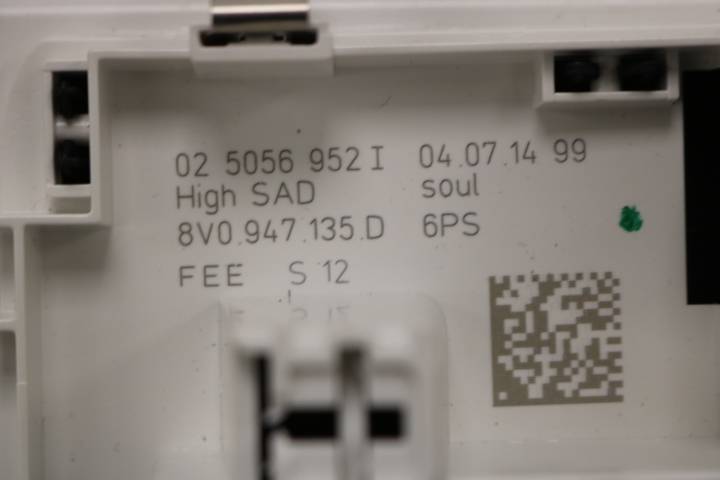 02 5056 952 I 04.07.14 99
High SAD soul
8V0.947.135.D 6PS
FEE S 12